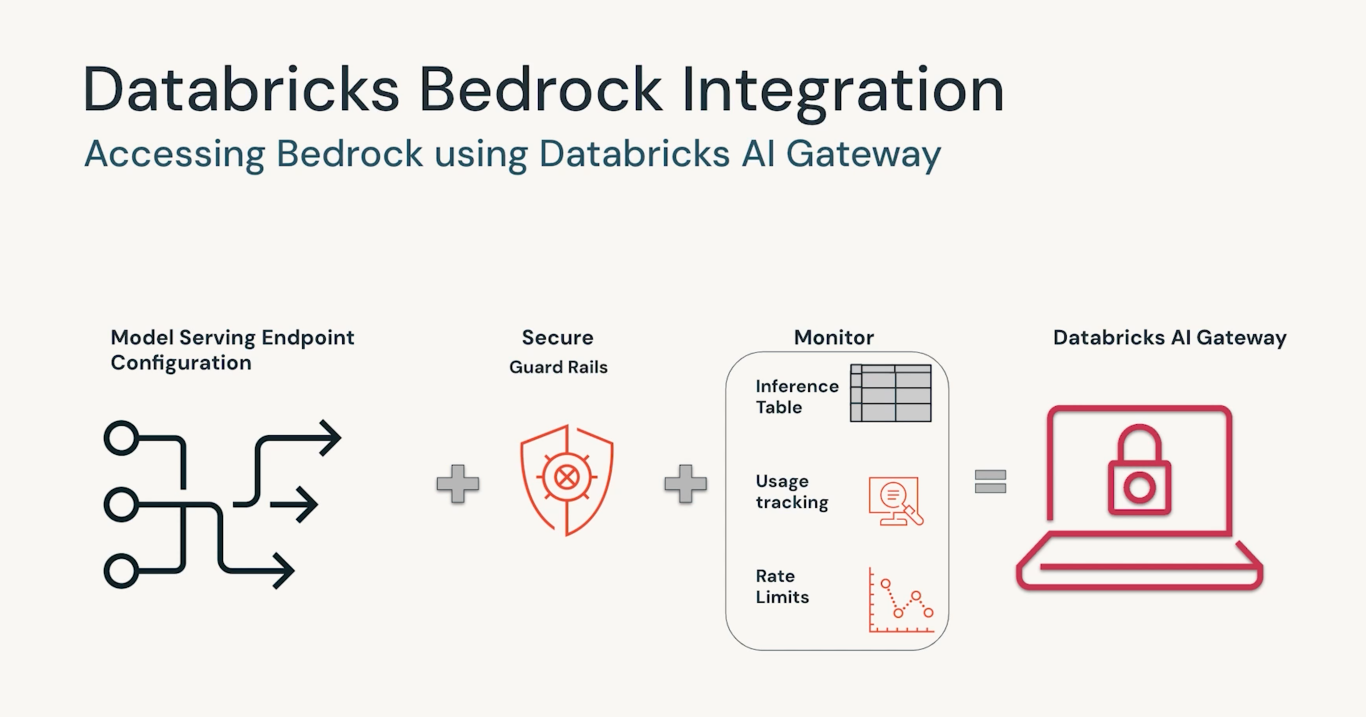 Databricks Bedrock Integration
Accessing Bedrock using Databricks AI Gateway
Model Serving Endpoint
Configuration
Secure
Guard Rails
Monitor
Inference
Table
Usage
tracking
Rate
Limits
Databricks AI Gateway